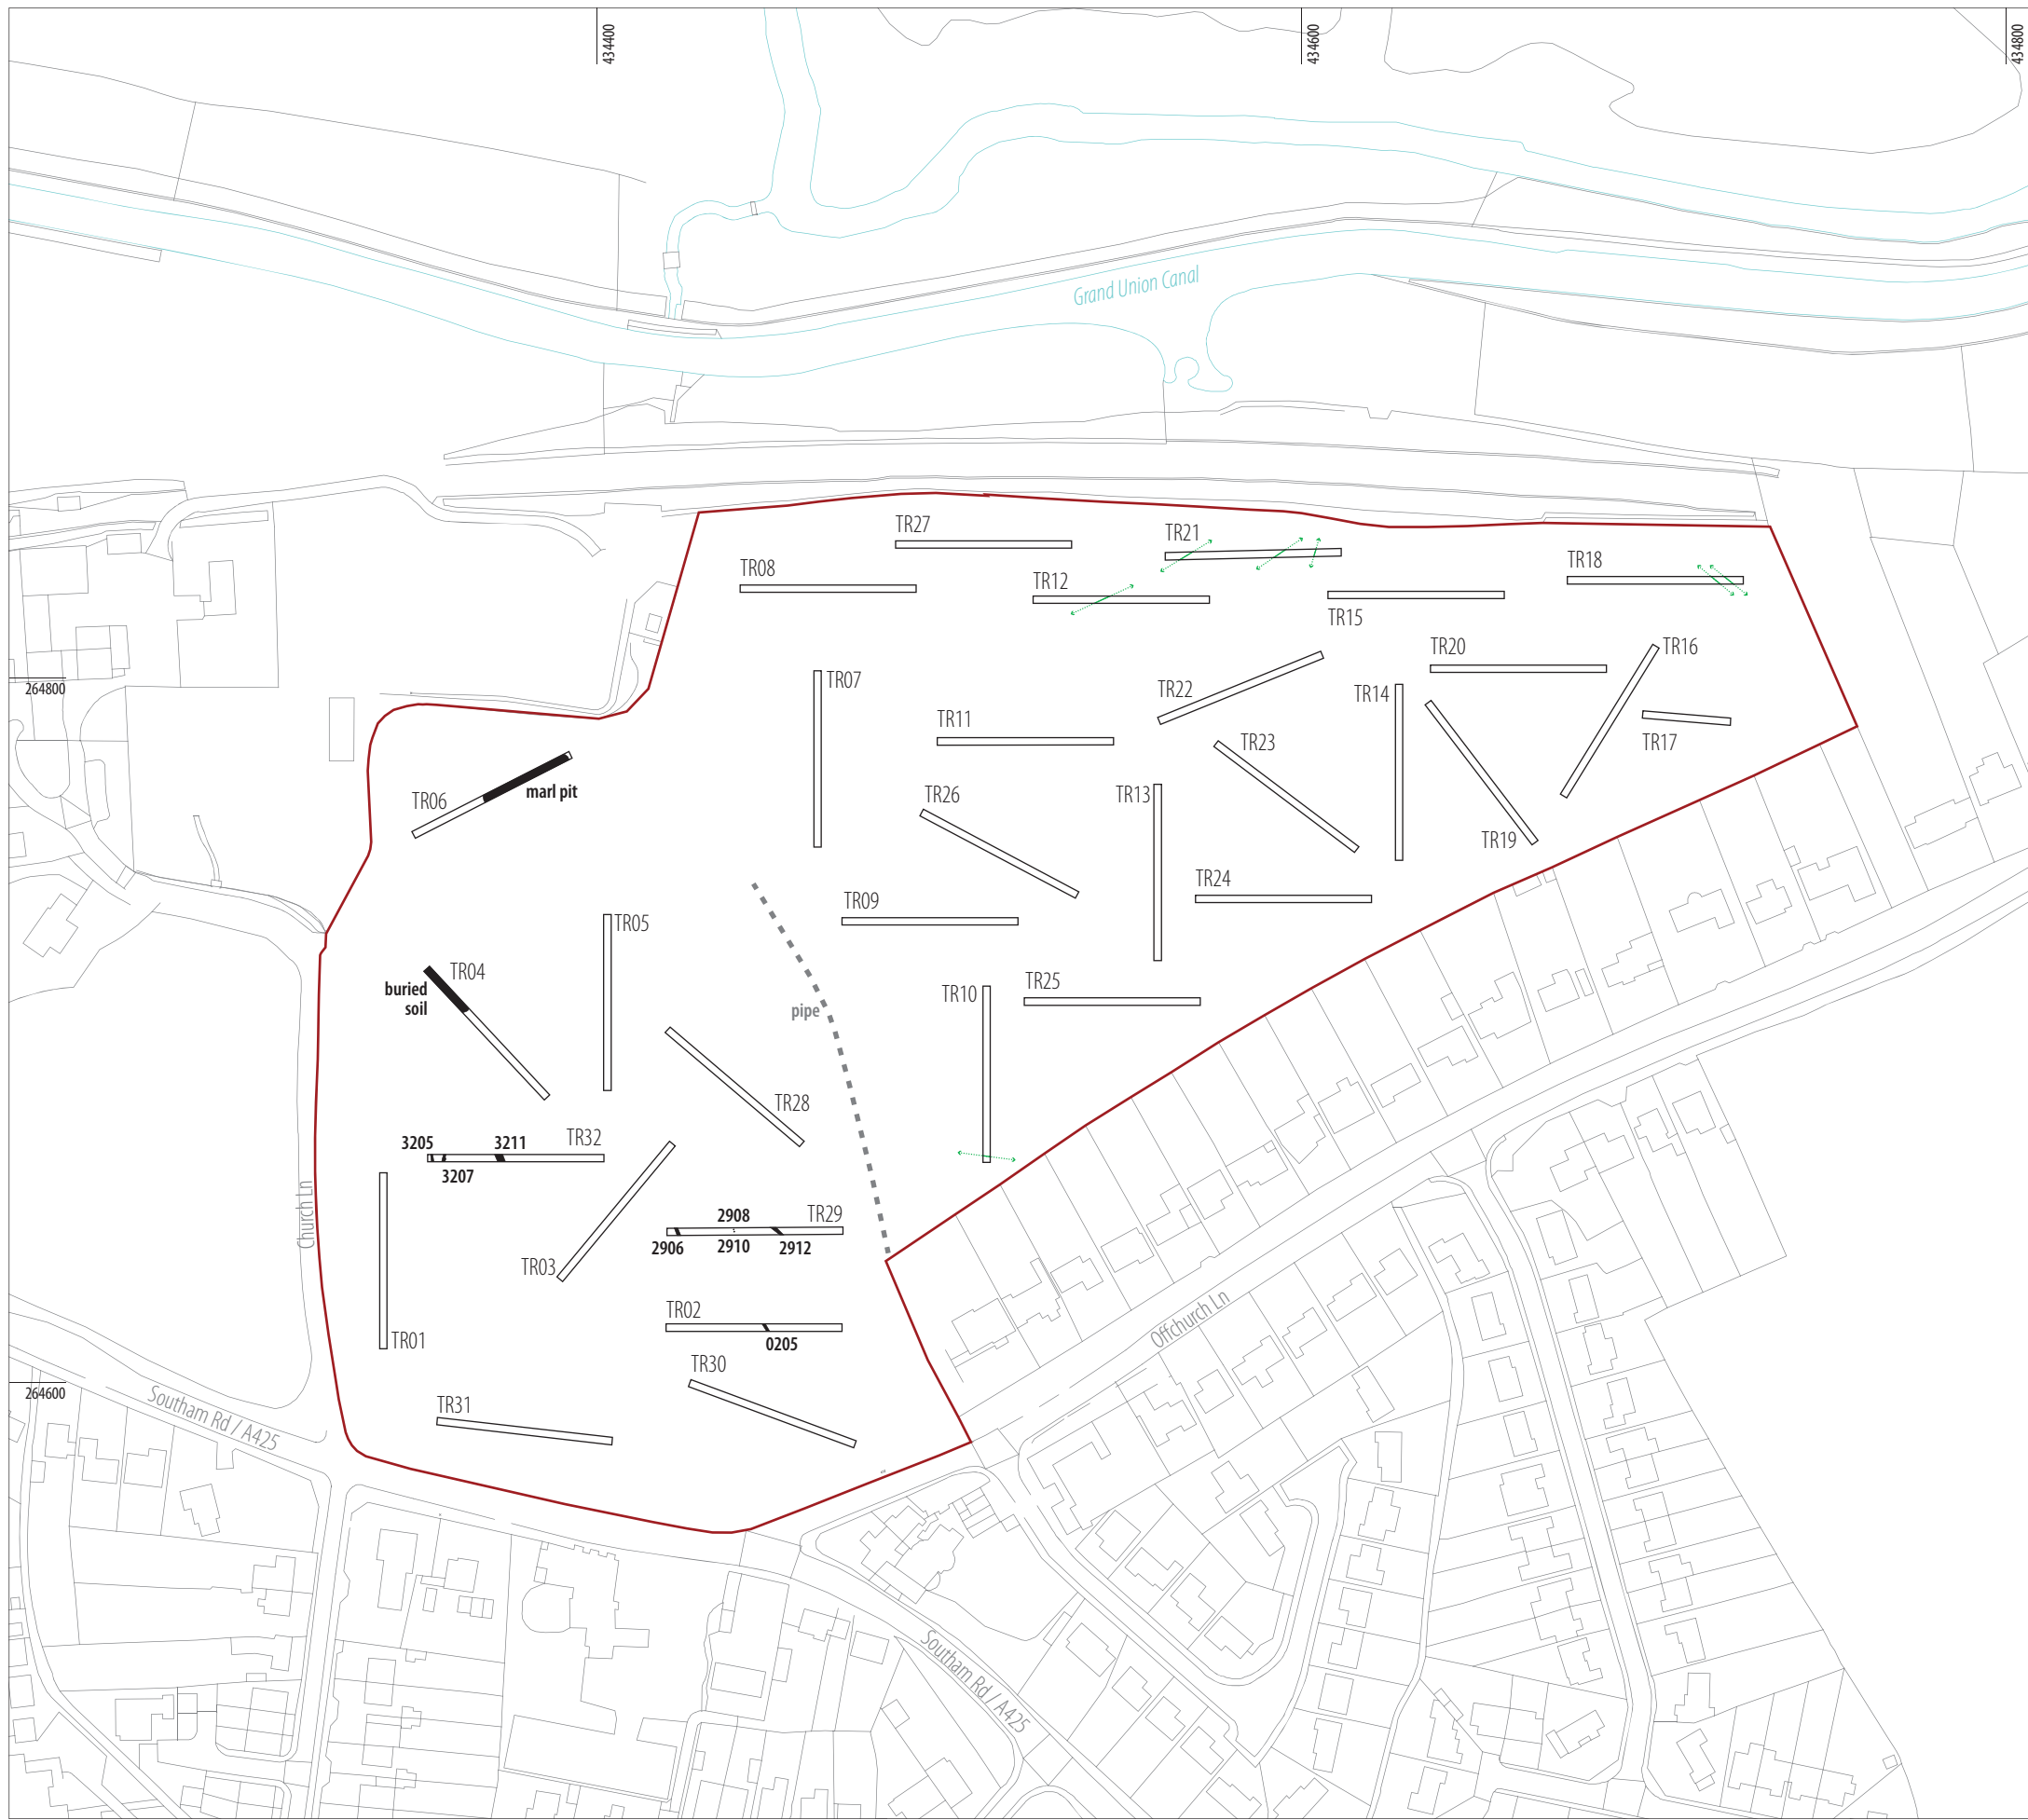 434400
434600
434800
Grand Union Canal
TR27
TR21
TR08
TR12
TR18
TR15
TR20
TR16
264800
TR07
TR22
TR14
TR11
TR23
TR17
TR06
marl pit
TR26
TR13
TR19
TR24
TR09
TR05
TR04
buried
soil
TR10
TR25
pipe
TR28
3205
3211
TR32
3207
Church Ln
2908
TR29
2906
2910
2912
TR03
TR02
0205
TR01
Offchurch Ln
TR30
264600
Southam Rd / A425
TR31
Southam Rd / A425